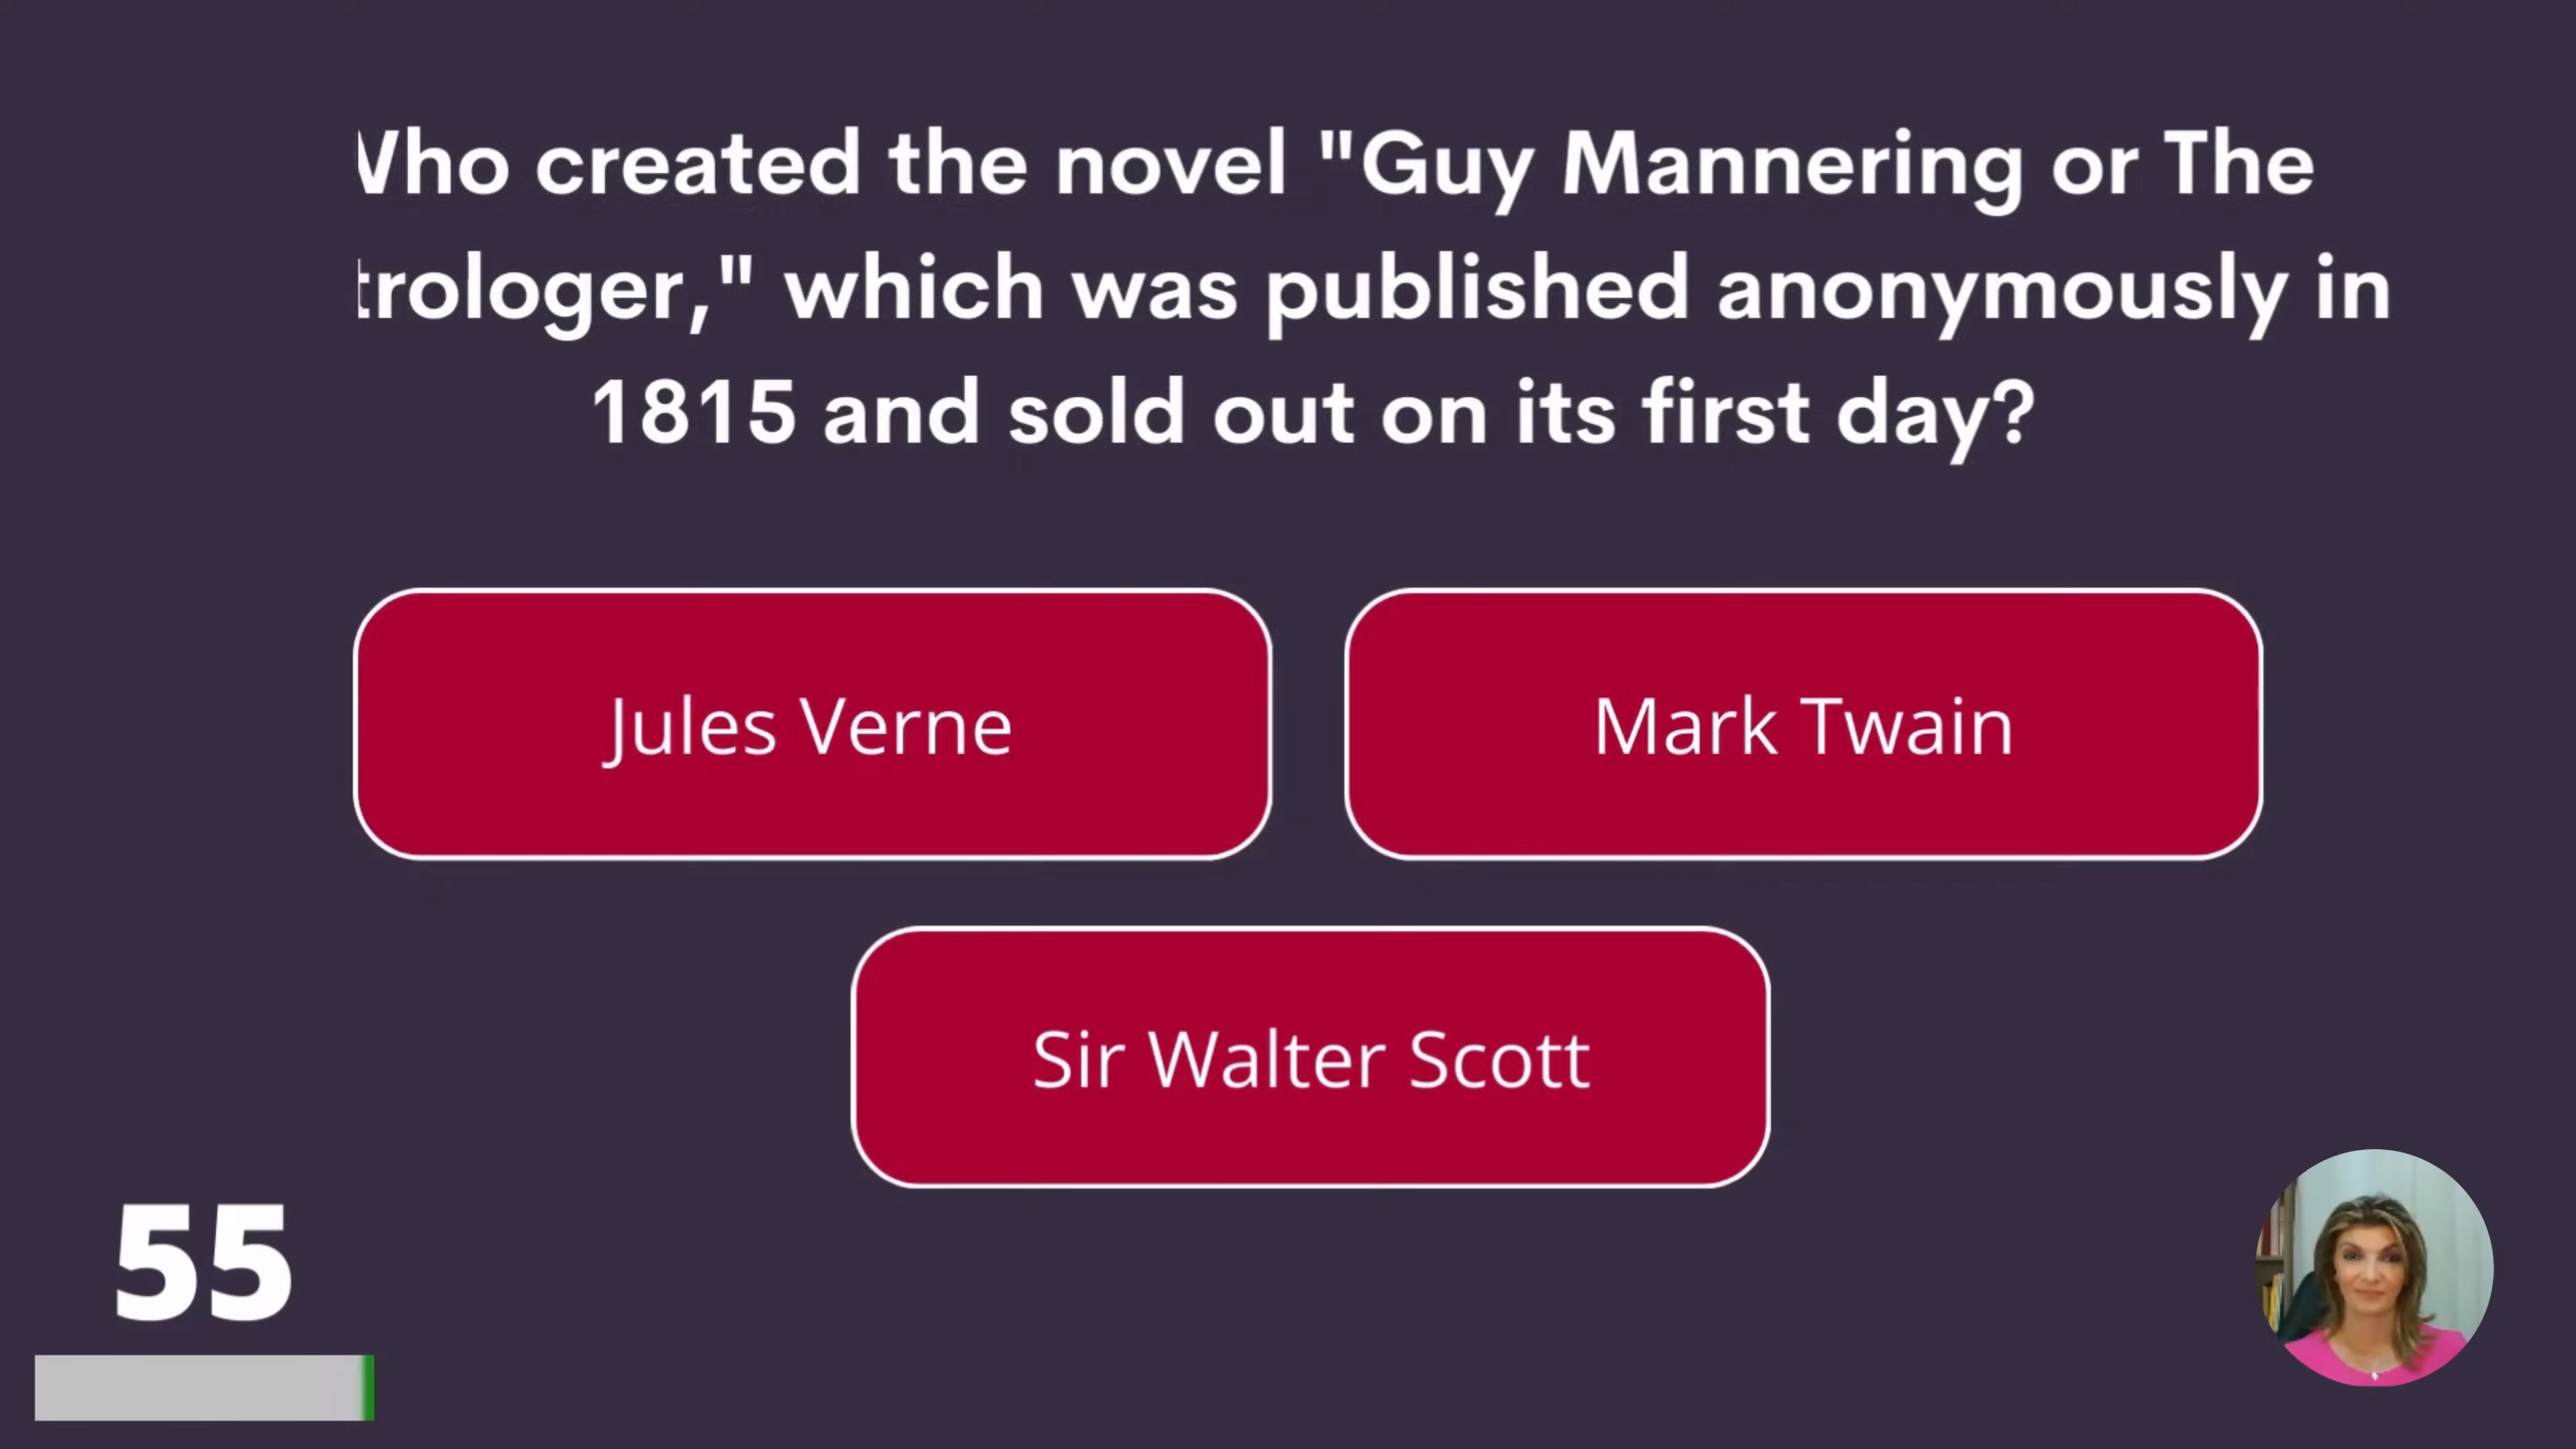 Who created the novel "Guy Mannering or The
trologer," which was published anonymously in
1815 and sold out on its first day?
Jules Verne
Mark Twain
Sir Walter Scott
55